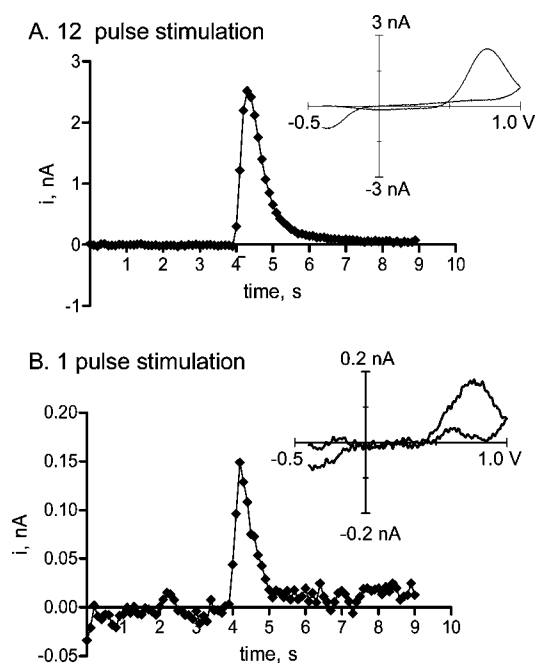 A. 12 pulse stimulation
3 nA
-0.5
1.0 V
-3 nA
i, nA
3
2
1
0
-1
1 2 3 4 5 6 7 8 9 10
time, s
B. 1 pulse stimulation
0.2 nA
-0.5
1.0 V
-0.2 nA
i, nA
0.20
0.15
0.10
0.05
0.00
-0.05
1 2 3 4 5 6 7 8 9 10
time, s